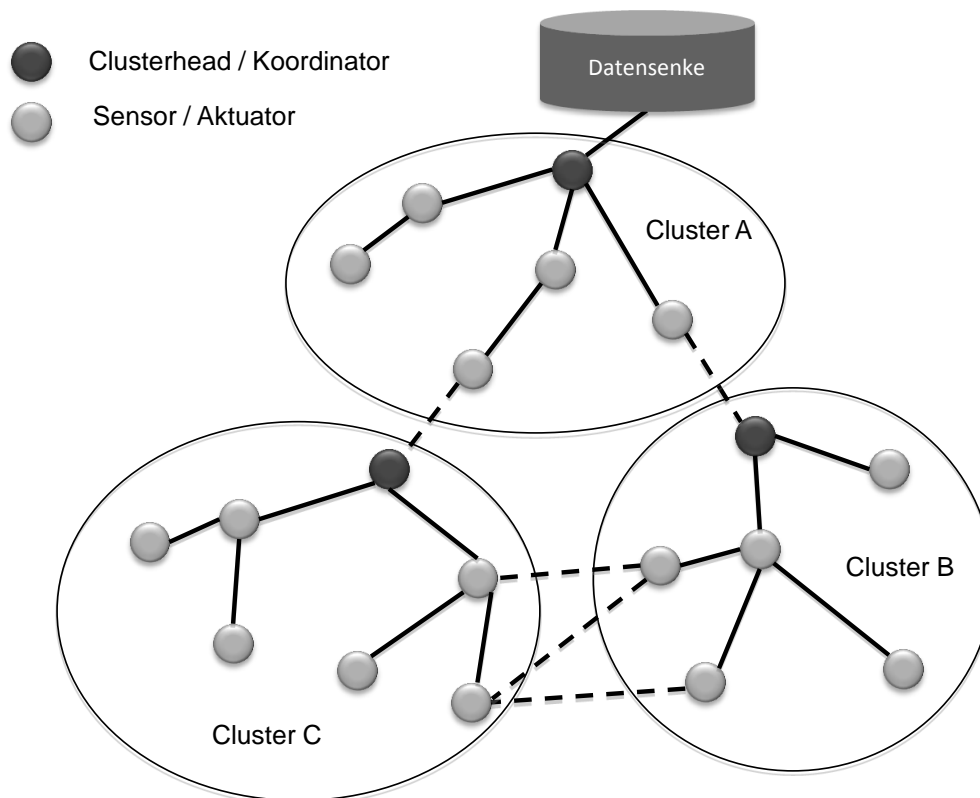 Clusterhead / Koordinator
Sensor / Aktuator
Datensenke
Cluster A
Cluster B
Cluster C